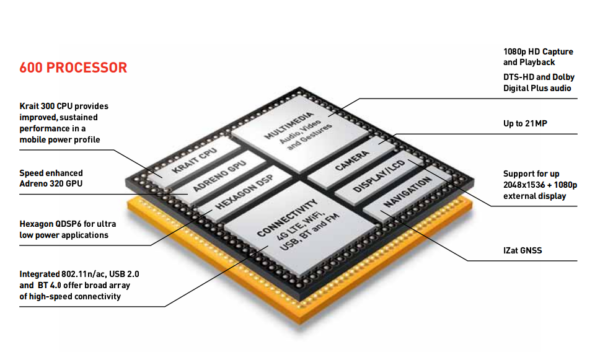 600 PROCESSOR
Krait 300 CPU provides
improved, sustained
performance in a
mobile power profile
Speed enhanced
Adreno 320 GPU
Hexagon QDSP6 for ultra
low power applications
Integrated 802.11n/ac, USB 2.0
and BT 4.0 offer broad array
of high-speed connectivity
KRAIT CPU
ADRENO GPU
HEXAGON DSP
MULTIMEDIA
Audio, Video
and Gestures
CAMERA
DISPLAY/LCD
NAVIGATION
CONNECTIVITY
4G LTE, WiFi,
USB, BT and FM
1080p HD Capture
and Playback
DTS-HD and Dolby
Digital Plus audio
Up to 21MP
Support for up
2048x1536 + 1080p
external display
IZat GNSS